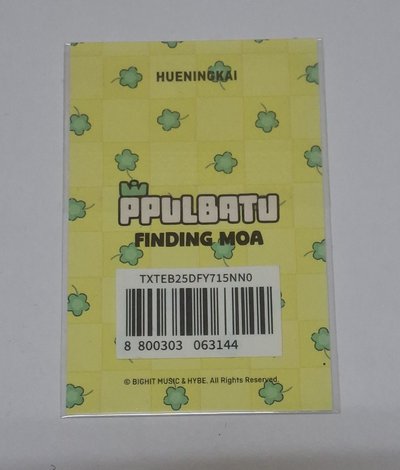 HUENINGKAI
PPULBATU
FINDING MOA
TXTEB25DFY715NN0
8 800303 063144
© BIGHIT MUSIC & HYBE. All Rights Reserved.